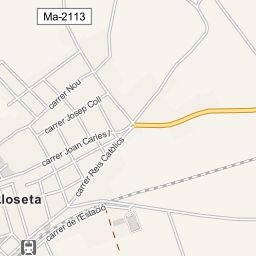 Ma-2113
carrer Nou
carrer Josep Coll
carrer Joan Carles I
carrer Reis Catòlics
loseta
carrer de l'Estació